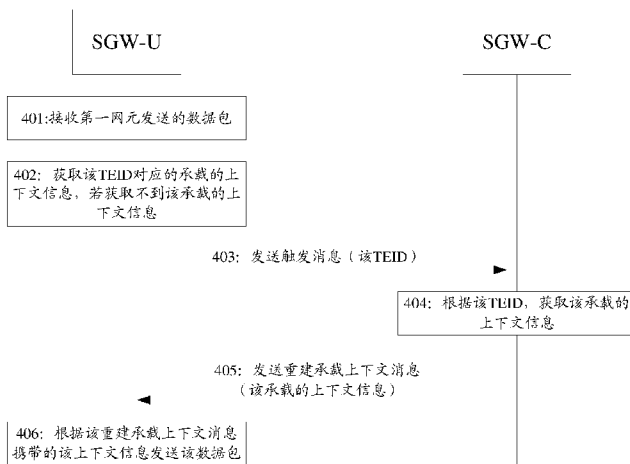 SGW-U
SGW-C
401:接收第一网元发送的数据包
402：获取该TEID对应的承载的上
下文信息，若获取不到该承载的上
下文信息
403：发送触发消息（该TEID）
404：根据该TEID，获取该承载的
上下文信息
405：发送重建承载上下文消息
（该承载的上下文信息）
406：根据该重建承载上下文消息
携带的该上下文信息发送该数据包